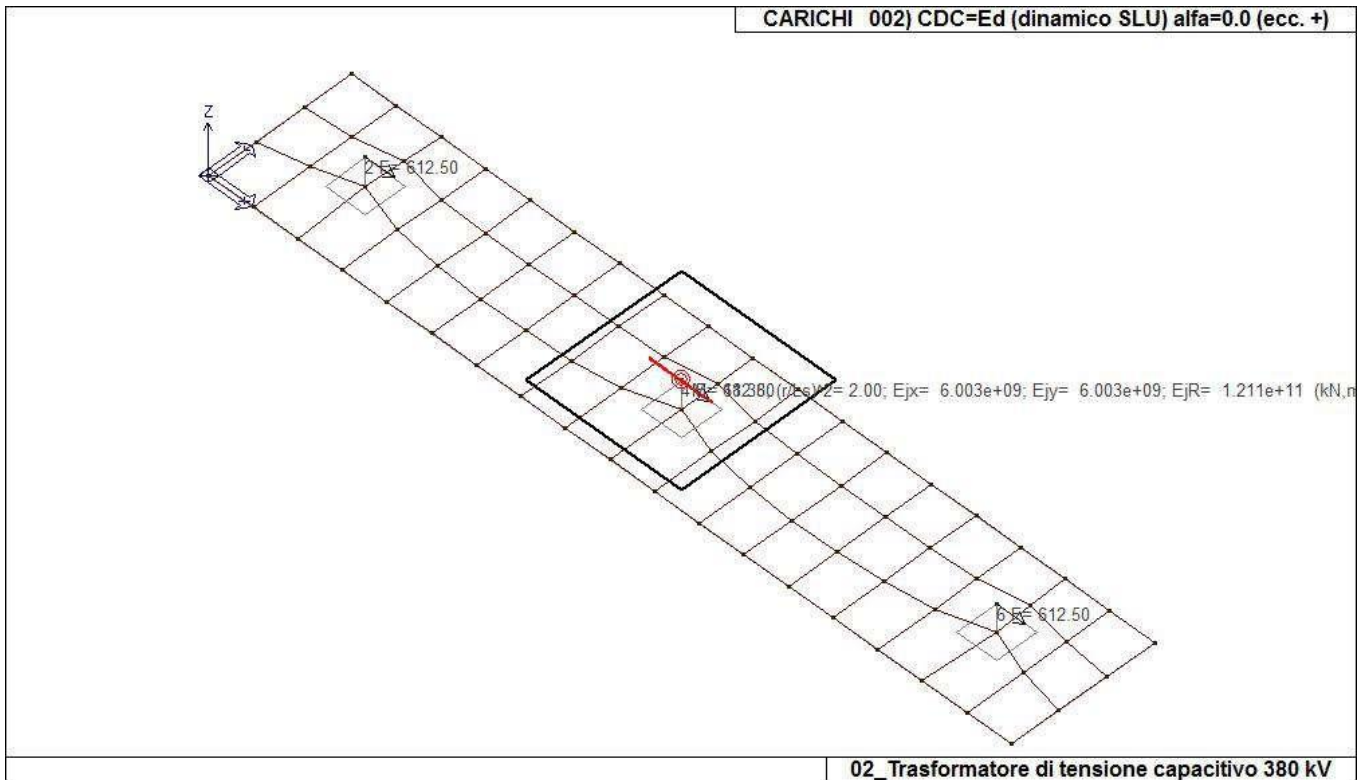 CARICHI 002) CDC=Ed (dinamico SLU) alfa=0.0 (ecc. +)
Z
2 E= 612.50
2= 2.00; Ejx= 6.003e+09; Ejy= 6.003e+09; EjR= 1.211e+11 (kN,m
6 E= 612.50
02_Trasformatore di tensione capacitivo 380 kV